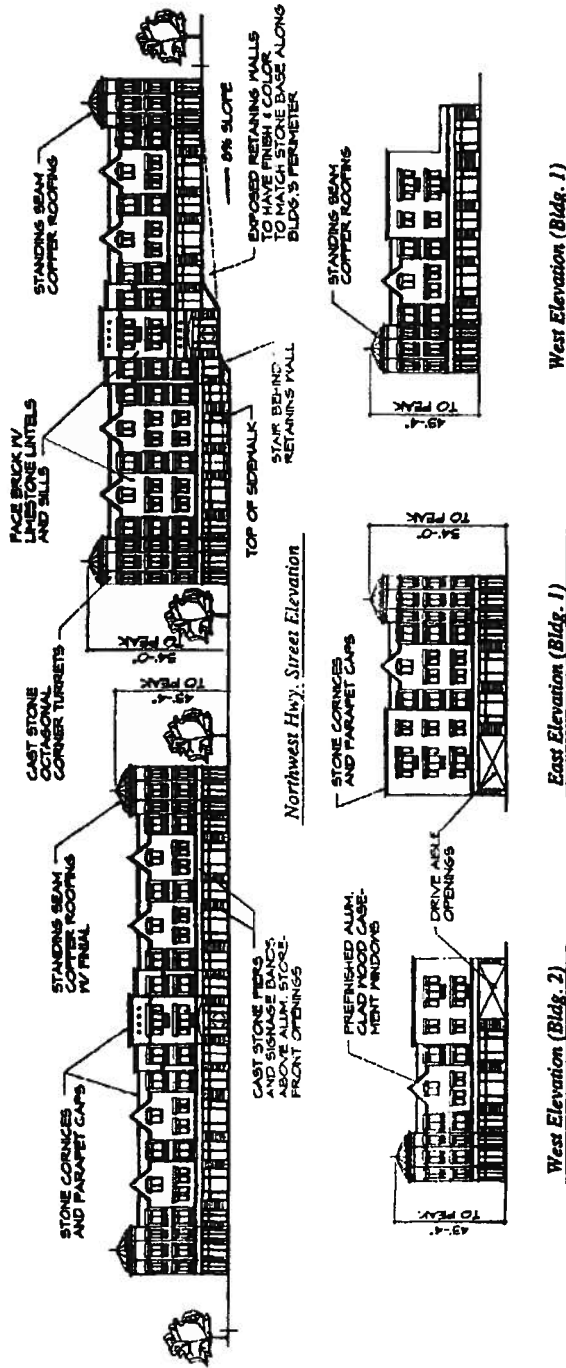 STONE CORNICES
AND PARAPET CAPS
STANDING SEAM
COPPER ROOFING
W/ FINIAL
CAST STONE
OCTAGONAL
CORNER TURRETS
FACE BRICK W/
LIMESTONE LINTELS
AND SILLS
STANDING SEAM
COPPER ROOFING
43'-4"
TO PEAK
54'-0"
TO PEAK
CAST STONE PIERS
AND SIGNAGE BANDS
ABOVE ALUM. STORE-
FRONT OPENINGS
TOP OF SIDEWALK
STAIR BEHIND
RETAINING WALL
8% SLOPE
EXPOSED RETAINING WALLS
TO HAVE FINISH & COLOR
TO MATCH STONE BASE ALONG
BLDG.'S PERIMETER
Northwest Hwy. Street Elevation
PREFINISHED ALUM.
CLAD WOOD CASE-
MENT WINDOWS
43'-4"
TO PEAK
DRIVE AISLE
OPENINGS
STONE CORNICES
AND PARAPET CAPS
54'-0"
TO PEAK
STANDING SEAM
COPPER ROOFING
43'-4"
TO PEAK
West Elevation (Bldg. 2)
East Elevation (Bldg. 1)
West Elevation (Bldg. 1)